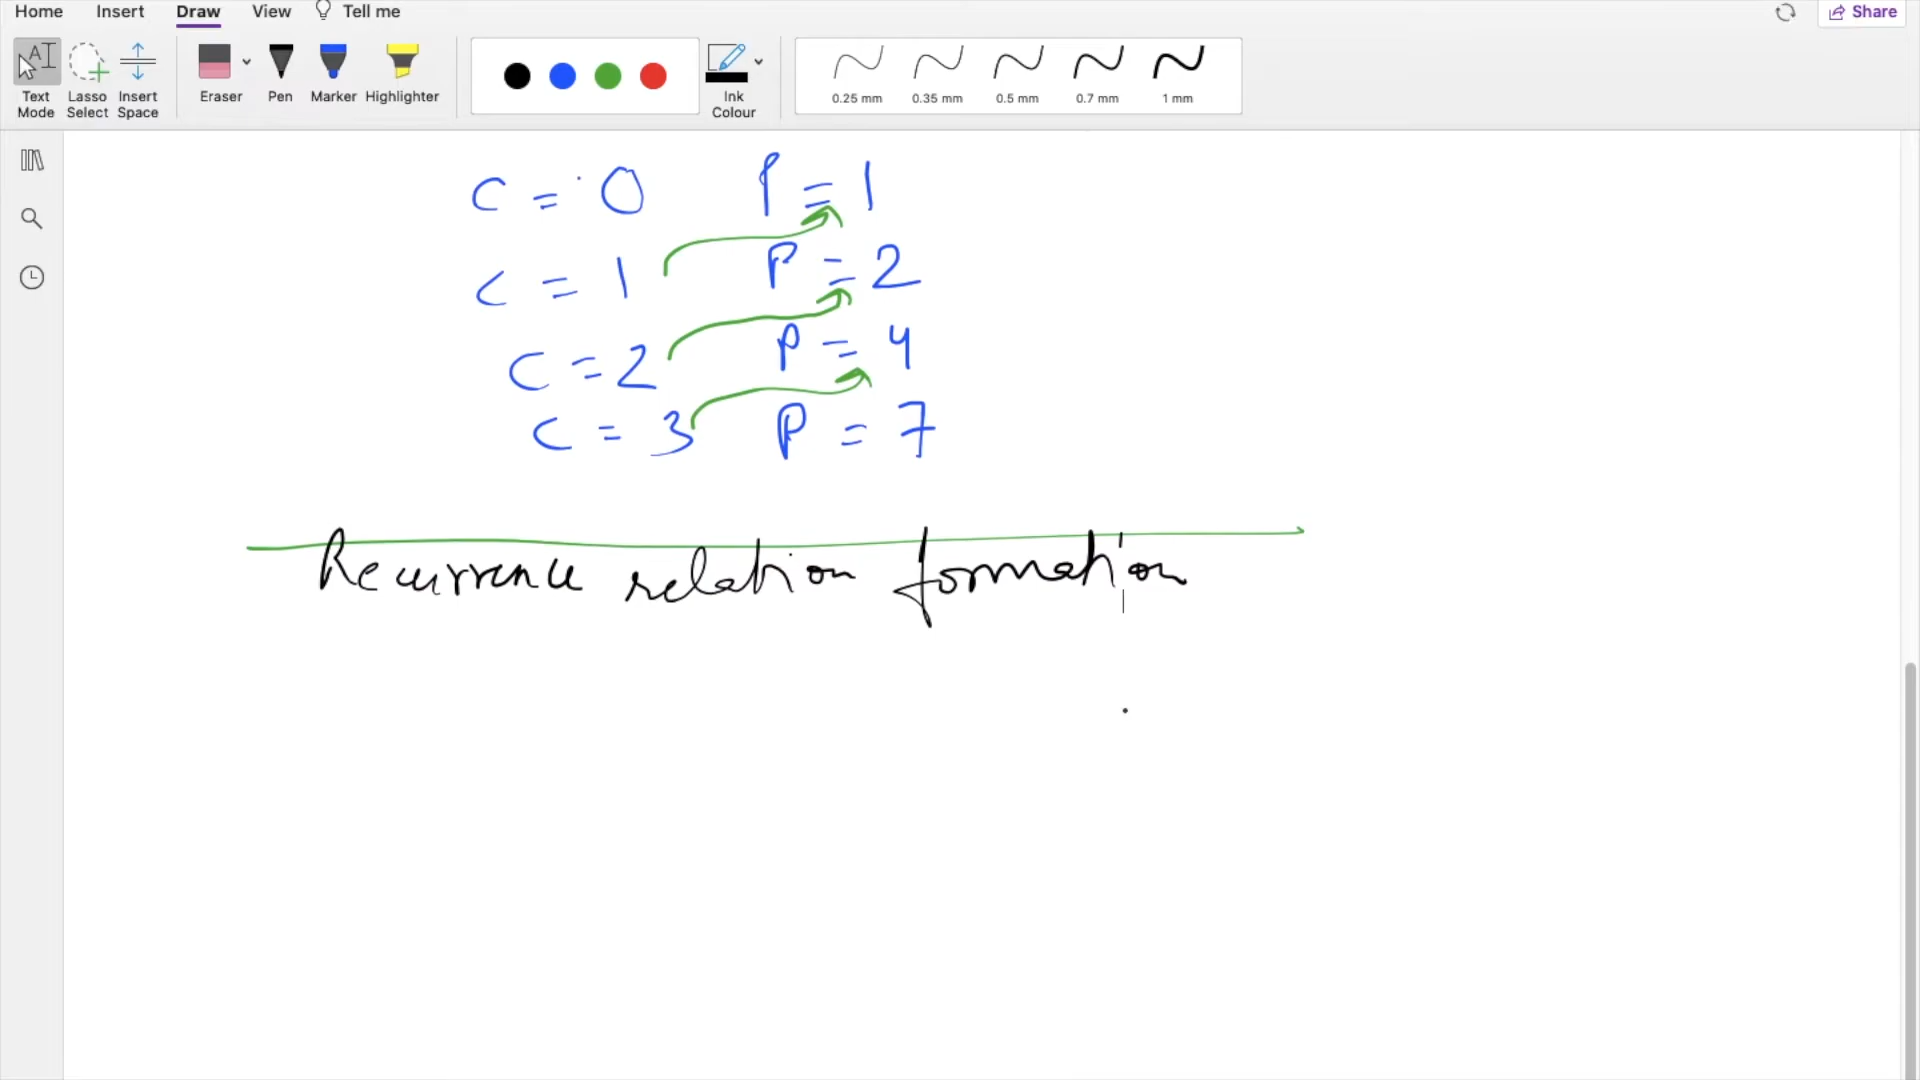 Home Insert Draw View Tell me Share
Text Mode Lasso Select Insert Space Eraser Pen Marker Highlighter Ink Colour 0.25 mm 0.35 mm 0.5 mm 0.7 mm 1 mm
C = 0 P = 1
C = 1 P = 2
C = 2 P = 4
C = 3 P = 7
Recurrence relation formation